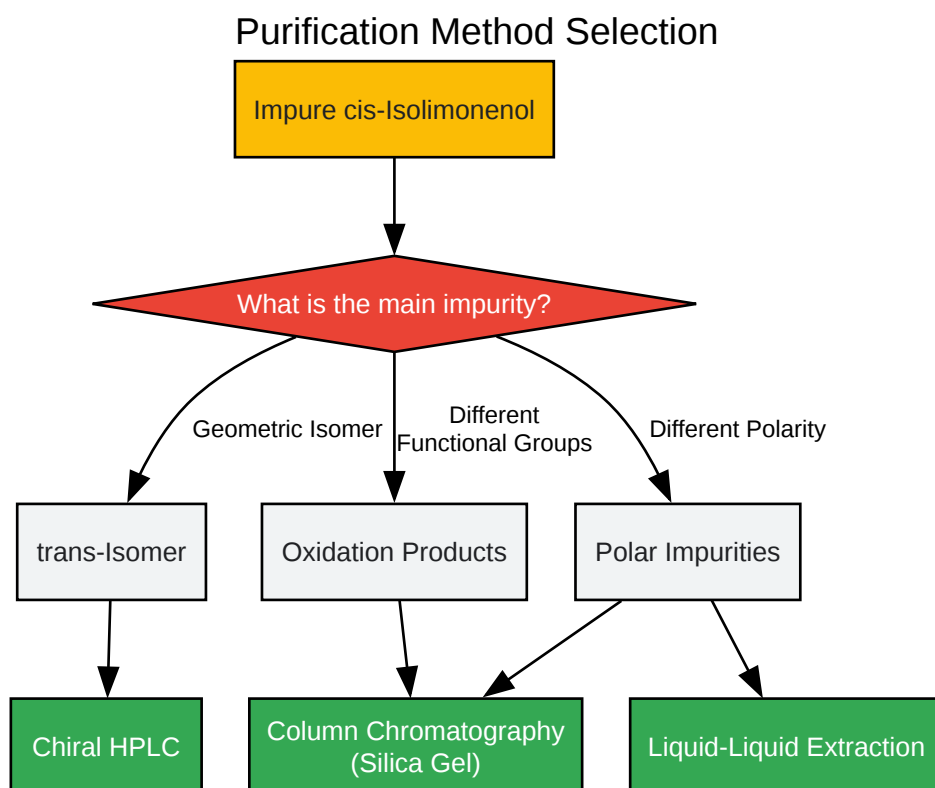 Purification Method Selection
Impure cis-Isolimonenol
What is the main impurity?
Geometric Isomer
Different
Functional Groups
Different Polarity
trans-Isomer
Oxidation Products
Polar Impurities
Chiral HPLC
Column Chromatography
(Silica Gel)
Liquid-Liquid Extraction